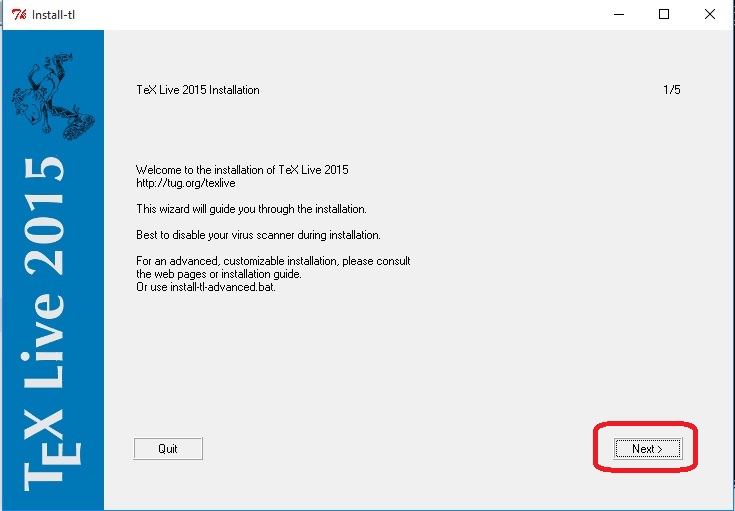 Install-tl
TeX Live 2015
TeX Live 2015 Installation 1/5
Welcome to the installation of TeX Live 2015
http://tug.org/texlive
This wizard will guide you through the installation.
Best to disable your virus scanner during installation.
For an advanced, customizable installation, please consult
the web pages or installation guide.
Or use install-tl-advanced.bat.
Quit Next >